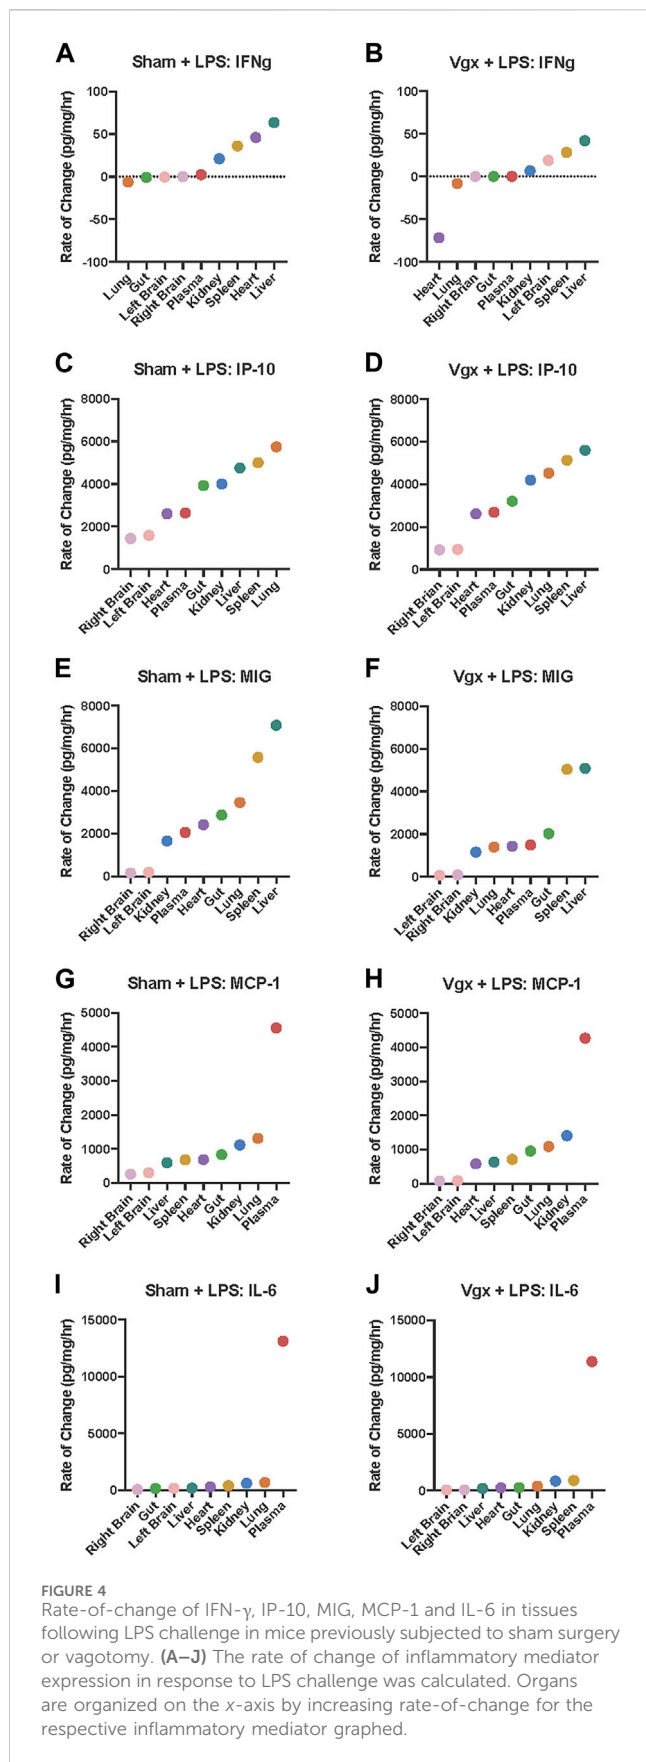 A Sham + LPS: IFNg
Rate of Change (pg/mg/hr)
100
50
0
-50
-100
Lung Gut Left Brain Right Brain Plasma Kidney Spleen Heart Liver
B Vgx + LPS: IFNg
Rate of Change (pg/mg/hr)
100
50
0
-50
-100
Heart Lung Right Brian Gut Plasma Kidney Left Brain Spleen Liver
C Sham + LPS: IP-10
Rate of Change (pg/mg/hr)
8000
6000
4000
2000
0
Right Brain Left Brain Heart Plasma Gut Kidney Liver Spleen Lung
D Vgx + LPS: IP-10
Rate of Change (pg/mg/hr)
8000
6000
4000
2000
0
Right Brian Left Brain Heart Plasma Gut Kidney Lung Spleen Liver
E Sham + LPS: MIG
Rate of Change (pg/mg/hr)
8000
6000
4000
2000
0
Right Brain Left Brain Kidney Plasma Heart Gut Lung Spleen Liver
F Vgx + LPS: MIG
Rate of Change (pg/mg/hr)
8000
6000
4000
2000
0
Left Brain Right Brian Kidney Lung Heart Plasma Gut Spleen Liver
G Sham + LPS: MCP-1
Rate of Change (pg/mg/hr)
5000
4000
3000
2000
1000
0
Right Brain Left Brain Liver Spleen Heart Gut Kidney Lung Plasma
H Vgx + LPS: MCP-1
Rate of Change (pg/mg/hr)
5000
4000
3000
2000
1000
0
Right Brian Left Brain Heart Liver Spleen Gut Lung Kidney Plasma
I Sham + LPS: IL-6
Rate of Change (pg/mg/hr)
15000
10000
5000
0
Right Brain Gut Left Brain Liver Heart Spleen Kidney Lung Plasma
J Vgx + LPS: IL-6
Rate of Change (pg/mg/hr)
15000
10000
5000
0
Left Brain Right Brian Liver Heart Gut Lung Kidney Spleen Plasma
FIGURE 4
Rate-of-change of IFN-γ, IP-10, MIG, MCP-1 and IL-6 in tissues
following LPS challenge in mice previously subjected to sham surgery
or vagotomy. (A–J) The rate of change of inflammatory mediator
expression in response to LPS challenge was calculated. Organs
are organized on the x-axis by increasing rate-of-change for the
respective inflammatory mediator graphed.